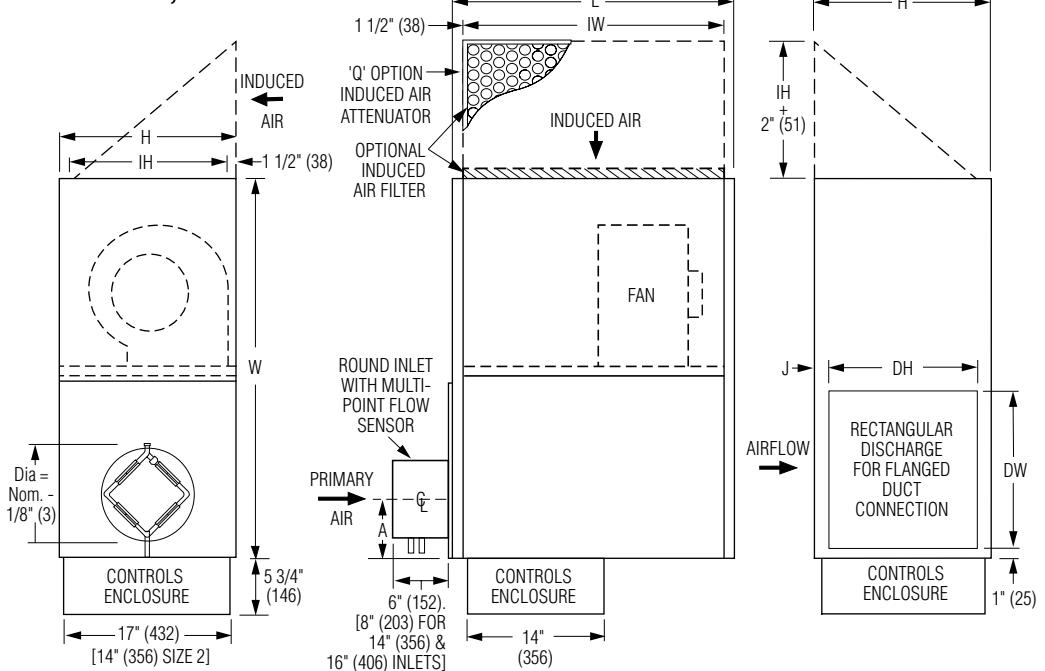 L
H
1 1/2" (38)
IW
'Q' OPTION
INDUCED AIR
ATTENUATOR
INDUCED
AIR
INDUCED AIR
IH
+
2" (51)
H
IH
1 1/2" (38)
OPTIONAL
INDUCED
AIR FILTER
FAN
W
ROUND INLET
WITH MULTI-
POINT FLOW
SENSOR
J
DH
RECTANGULAR
DISCHARGE
FOR FLANGED
DUCT
CONNECTION
AIRFLOW
DW
Dia =
Nom. -
1/8" (3)
PRIMARY
AIR
CL
A
CONTROLS
ENCLOSURE
5 3/4"
(146)
17" (432)
[14" (356) SIZE 2]
6" (152).
[8" (203) FOR
14" (356) &
16" (406) INLETS]
CONTROLS
ENCLOSURE
14"
(356)
CONTROLS
ENCLOSURE
1" (25)